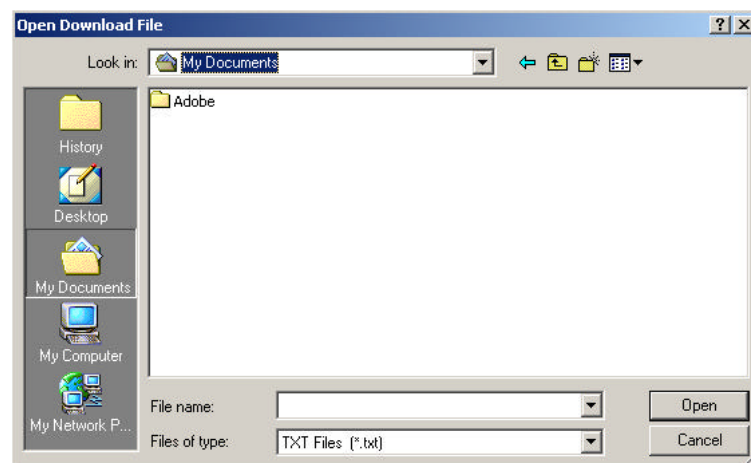 Open Download File
Look in: My Documents
Adobe
History
Desktop
My Documents
My Computer
My Network P...
File name:
Open
Files of type: TXT Files (*.txt)
Cancel